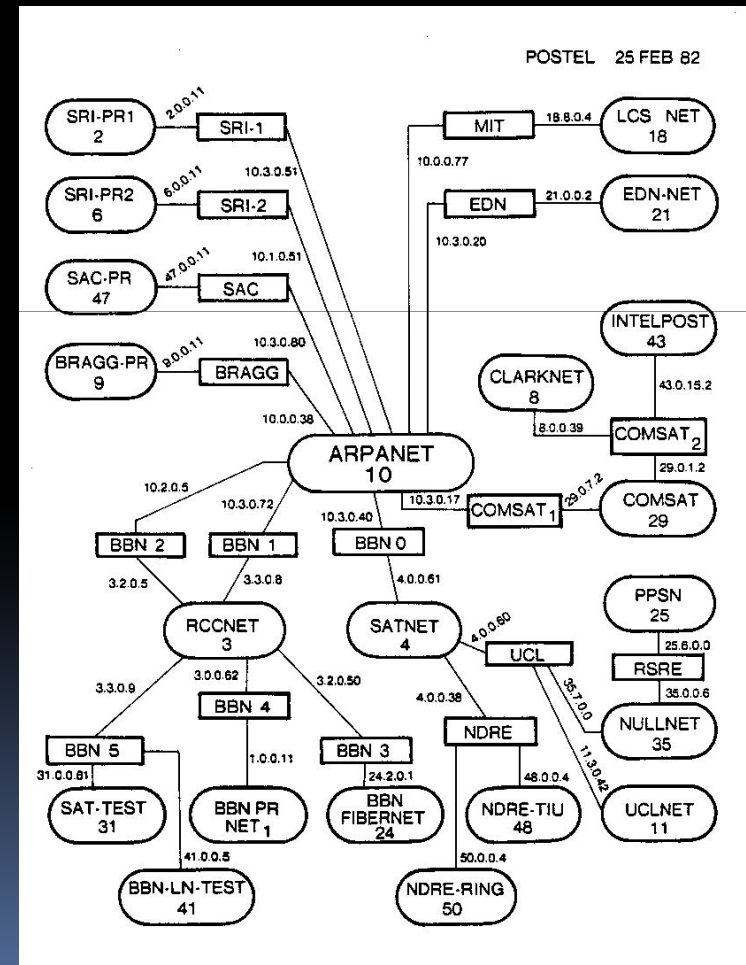 POSTEL 25 FEB 82
SRI-PR1
2
2.0.0.11
SRI-1
10.3.0.51
MIT
10.0.0.77
18.8.0.4
LCS NET
18
SRI-PR2
6
6.0.0.11
SRI-2
10.1.0.51
EDN
10.3.0.20
21.0.0.2
EDN-NET
21
SAC-PR
47
47.0.0.11
SAC
10.3.0.80
INTELPOST
43
43.0.15.2
BRAGG-PR
9
9.0.0.11
BRAGG
10.0.0.38
CLARKNET
8
8.0.0.39
COMSAT2
29.0.1.2
ARPANET
10
10.3.0.17
COMSAT1
29.0.7.2
COMSAT
29
10.2.0.5
10.3.0.72
10.3.0.40
BBN 2
BBN 1
BBN 0
3.2.0.5
3.3.0.8
4.0.0.61
RCCNET
3
SATNET
4
4.0.0.60
UCL
PPSN
25
25.6.0.0
RSRE
35.0.0.6
35.7.0.0
NULLNET
35
11.3.0.42
UCLNET
11
3.3.0.9
3.0.0.62
3.2.0.50
4.0.0.38
BBN 5
BBN 4
BBN 3
NDRE
31.0.0.61
1.0.0.11
24.2.0.1
48.0.0.4
SAT-TEST
31
BBN PR
NET1
BBN
FIBERNET
24
NDRE-TIU
48
41.0.0.5
50.0.0.4
BBN-LN-TEST
41
NDRE-RING
50